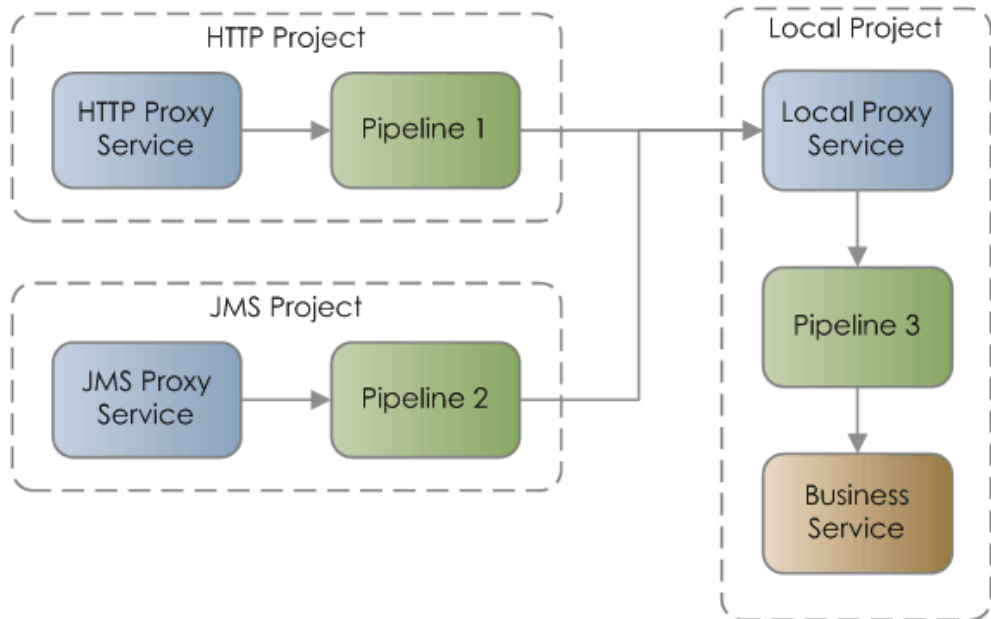 HTTP Project
HTTP Proxy
Service
Pipeline 1
JMS Project
JMS Proxy
Service
Pipeline 2
Local Project
Local Proxy
Service
Pipeline 3
Business
Service